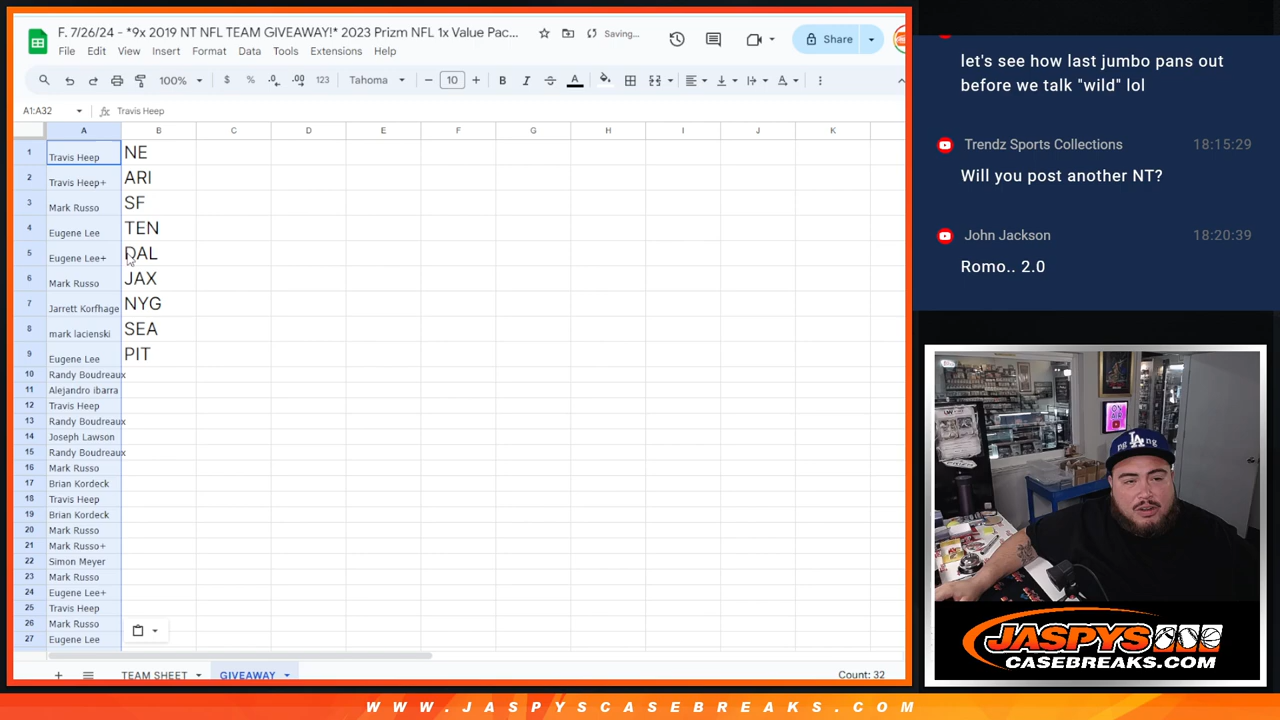 F. 7/26/24 - *9x 2019 NT NFL TEAM GIVEAWAY!* 2023 Prizm NFL 1x Value Pac...
Saving...
File Edit View Insert Format Data Tools Extensions Help
Share
100% $ % .0 .00 123 Tahoma 10 B I A
A1:A32 fx Travis Heep
A B C D E F G H I J K
1 Travis Heep NE
2 Travis Heep+ ARI
3 Mark Russo SF
4 Eugene Lee TEN
5 Eugene Lee+ DAL
6 Mark Russo JAX
7 Jarrett Korfhage NYG
8 mark lacienski SEA
9 Eugene Lee PIT
10 Randy Boudreaux
11 Alejandro ibarra
12 Travis Heep
13 Randy Boudreaux
14 Joseph Lawson
15 Randy Boudreaux
16 Mark Russo
17 Brian Kordeck
18 Travis Heep
19 Brian Kordeck
20 Mark Russo
21 Mark Russo+
22 Simon Meyer
23 Mark Russo
24 Eugene Lee+
25 Travis Heep
26 Mark Russo
27 Eugene Lee
TEAM SHEET GIVEAWAY Count: 32
let's see how last jumbo pans out
before we talk "wild" lol
Trendz Sports Collections 18:15:29
Will you post another NT?
John Jackson 18:20:39
Romo.. 2.0
ON AIR
LA
JASPYS
CASEBREAKS.COM
WWW.JASPYSCASEBREAKS.COM